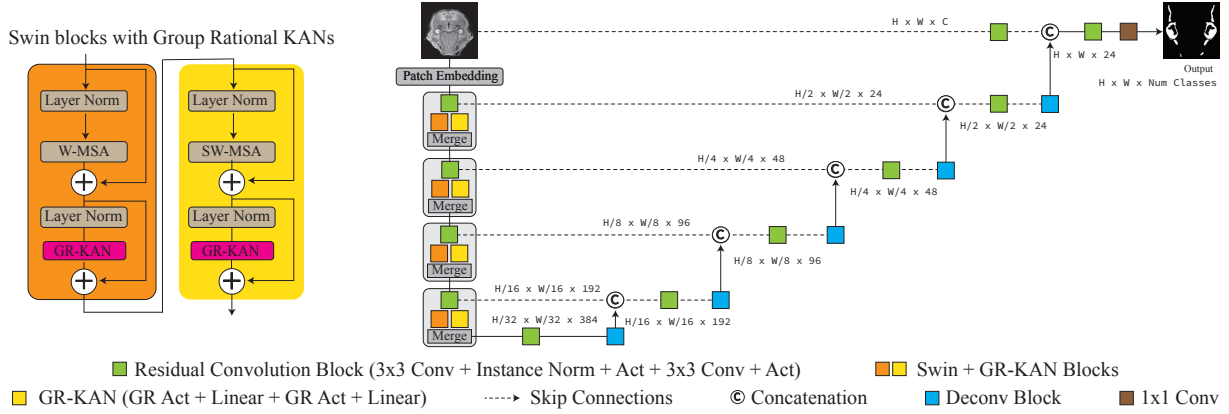 Swin blocks with Group Rational KANs
Layer Norm
W-MSA
Layer Norm
GR-KAN
Layer Norm
SW-MSA
Layer Norm
GR-KAN
Patch Embedding
Merge
Merge
Merge
Merge
H x W x C
C
H x W x 24
Output
H x W x Num Classes
H/2 x W/2 x 24
C
H/2 x W/2 x 24
H/4 x W/4 x 48
C
H/4 x W/4 x 48
H/8 x W/8 x 96
C
H/8 x W/8 x 96
H/16 x W/16 x 192
C
H/32 x W/32 x 384
H/16 x W/16 x 192
Residual Convolution Block (3x3 Conv + Instance Norm + Act + 3x3 Conv + Act)
Swin + GR-KAN Blocks
GR-KAN (GR Act + Linear + GR Act + Linear)
Skip Connections
C Concatenation
Deconv Block
1x1 Conv